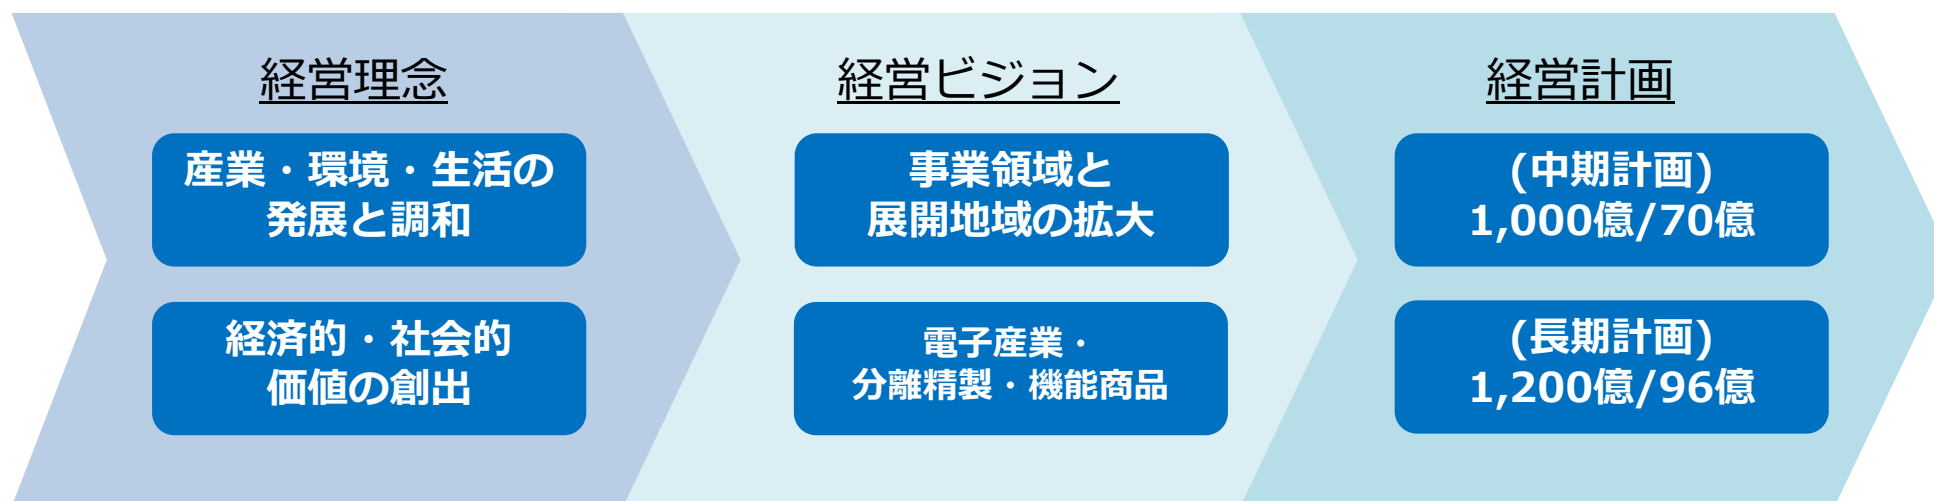 経営理念
産業・環境・生活の
発展と調和
経済的・社会的
価値の創出
経営ビジョン
事業領域と
展開地域の拡大
電子産業・
分離精製・機能商品
経営計画
(中期計画)
1,000億/70億
(長期計画)
1,200億/96億